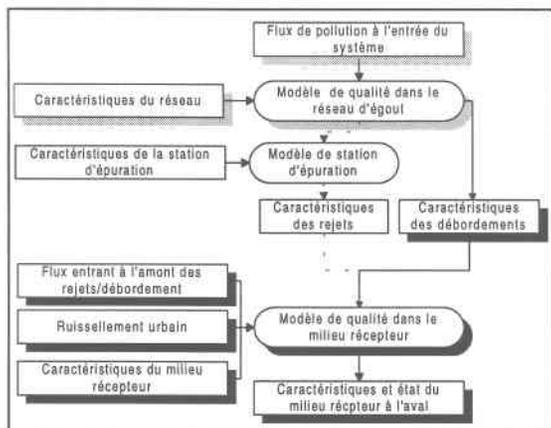 Flux de pollution à l'entrée du
système
Caractéristiques du réseau
Modèle de qualité dans le
réseau d'égout
Caractéristiques de la station
d'épuration
Modèle de station
d'épuration
Caractéristiques
des rejets
Caractéristiques
des débordements
Flux entrant à l'amont des
rejets/débordement
Ruissellement urbain
Modèle de qualité dans le
milieu récepteur
Caractéristiques du milieu
récepteur
Caractéristiques et état du
milieu récpteur à l'aval